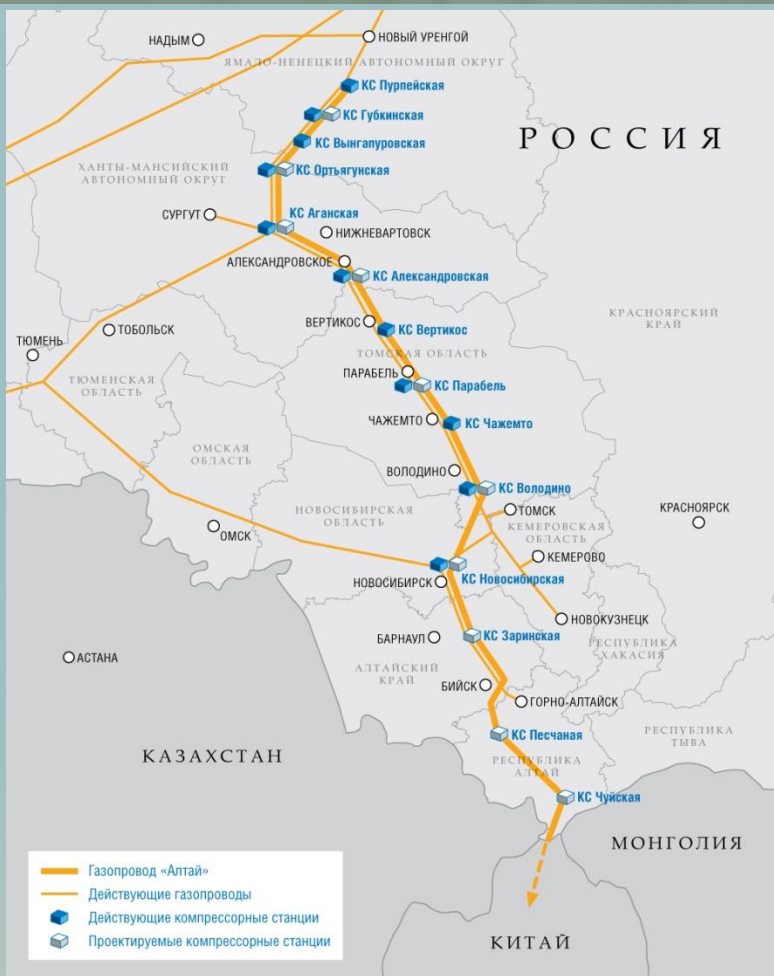 НАДЫМ
НОВЫЙ УРЕНГОЙ
ЯМАЛО-НЕНЕЦКИЙ АВТОНОМНЫЙ ОКРУГ
КС Пурпейская
КС Губкинская
КС Вынгапуровская
РОССИЯ
ХАНТЫ-МАНСИЙСКИЙ
АВТОНОМНЫЙ ОКРУГ
КС Ортьягунская
СУРГУТ
КС Аганская
НИЖНЕВАРТОВСК
АЛЕКСАНДРОВСКОЕ
КС Александровская
КРАСНОЯРСКИЙ
КРАЙ
ВЕРТИКОС
КС Вертикос
ТОБОЛЬСК
ТЮМЕНЬ
ТОМСКАЯ ОБЛАСТЬ
ПАРАБЕЛЬ
КС Парабель
ТЮМЕНСКАЯ
ОБЛАСТЬ
ЧАЖЕМТО
КС Чажемто
ОМСКАЯ
ОБЛАСТЬ
ВОЛОДИНО
КС Володино
НОВОСИБИРСКАЯ
ОБЛАСТЬ
ТОМСК
КЕМЕРОВСКАЯ
ОБЛАСТЬ
КРАСНОЯРСК
ОМСК
КЕМЕРОВО
НОВОСИБИРСК
КС Новосибирская
НОВОКУЗНЕЦК
БАРНАУЛ
КС Заринская
РЕСПУБЛИКА
ХАКАСИЯ
АСТАНА
АЛТАЙСКИЙ
КРАЙ
БИЙСК
ГОРНО-АЛТАЙСК
КС Песчаная
РЕСПУБЛИКА
ТЫВА
КАЗАХСТАН
РЕСПУБЛИКА
АЛТАЙ
КС Чуйская
МОНГОЛИЯ
Газопровод «Алтай»
Действующие газопроводы
Действующие компрессорные станции
Проектируемые компрессорные станции
КИТАЙ